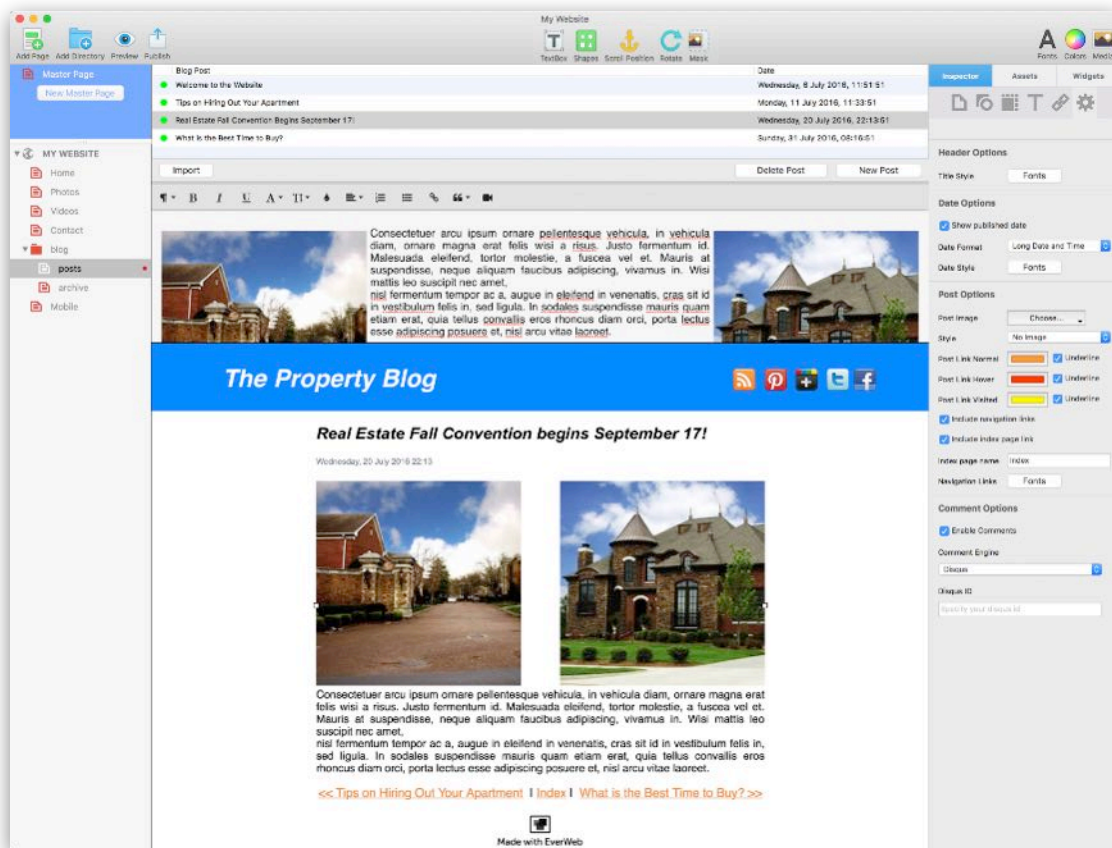 My Website
Add Page Add Directory Preview Publish
TextBox Shapes Scroll Position Rotate Mask
Fonts Colors Media
Master Page
New Master Page
MY WEBSITE
Home
Photos
Videos
Contact
blog
posts
archive
Mobile
Blog Post Date
Welcome to the Website Wednesday, 6 July 2016, 11:51:51
Tips on Hiring Out Your Apartment Monday, 11 July 2016, 11:33:51
Real Estate Fall Convention Begins September 17! Wednesday, 20 July 2016, 22:13:51
What is the Best Time to Buy? Sunday, 31 July 2016, 08:16:51
Import Delete Post New Post
B I U A TI
Consectetuer arcu ipsum ornare pellentesque vehicula, in vehicula
diam, ornare magna erat felis wisi a risus. Justo fermentum id.
Malesuada eleifend, tortor molestie, a fuscea vel et. Mauris at
suspendisse, neque aliquam faucibus adipiscing, vivamus in. Wisi
mattis leo suscipit nec amet,
nisl fermentum tempor ac a, augue in eleifend in venenatis, cras sit id
in vestibulum felis in, sed ligula. In sodales suspendisse mauris quam
etiam erat, quia tellus convallis eros rhoncus diam orci, porta lectus
esse adipiscing posuere et, nisl arcu vitae laoreet.
The Property Blog
Real Estate Fall Convention begins September 17!
Wednesday, 20 July 2016 22:13
Consectetuer arcu ipsum ornare pellentesque vehicula, in vehicula diam, ornare magna erat
felis wisi a risus. Justo fermentum id. Malesuada eleifend, tortor molestie, a fuscea vel et.
Mauris at suspendisse, neque aliquam faucibus adipiscing, vivamus in. Wisi mattis leo
suscipit nec amet,
nisl fermentum tempor ac a, augue in eleifend in venenatis, cras sit id in vestibulum felis in,
sed ligula. In sodales suspendisse mauris quam etiam erat, quia tellus convallis eros
rhoncus diam orci, porta lectus esse adipiscing posuere et, nisl arcu vitae laoreet.
<< Tips on Hiring Out Your Apartment | Index | What is the Best Time to Buy? >>
Made with EverWeb
Inspector Assets Widgets
Header Options
Title Style Fonts
Date Options
Show published date
Date Format Long Date and Time
Date Style Fonts
Post Options
Post Image Choose...
Style No Image
Post Link Normal Underline
Post Link Hover Underline
Post Link Visited Underline
Include navigation links
Include index page link
Index page name Index
Navigation Links Fonts
Comment Options
Enable Comments
Comment Engine
Disqus
Disqus ID
Specify your disqus id